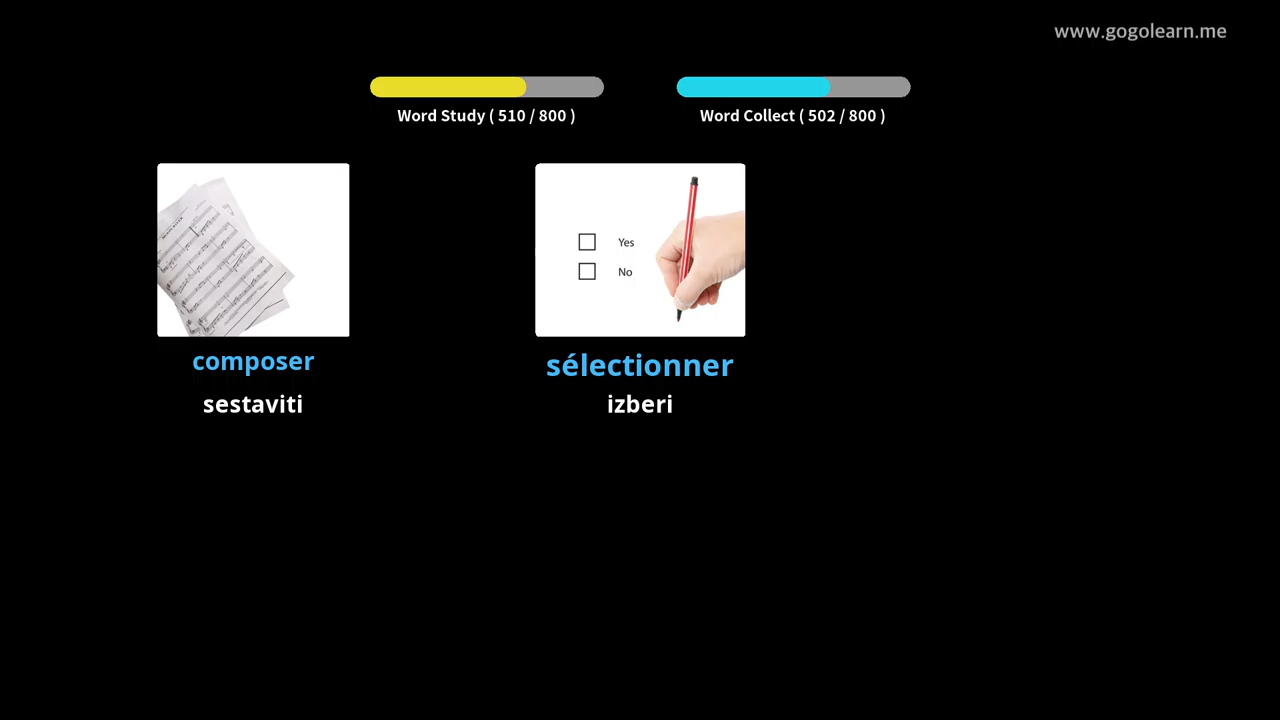 www.gogolearn.me
Word Study ( 510 / 800 )
Word Collect ( 502 / 800 )
Yes
No
composer
sestaviti
sélectionner
izberi